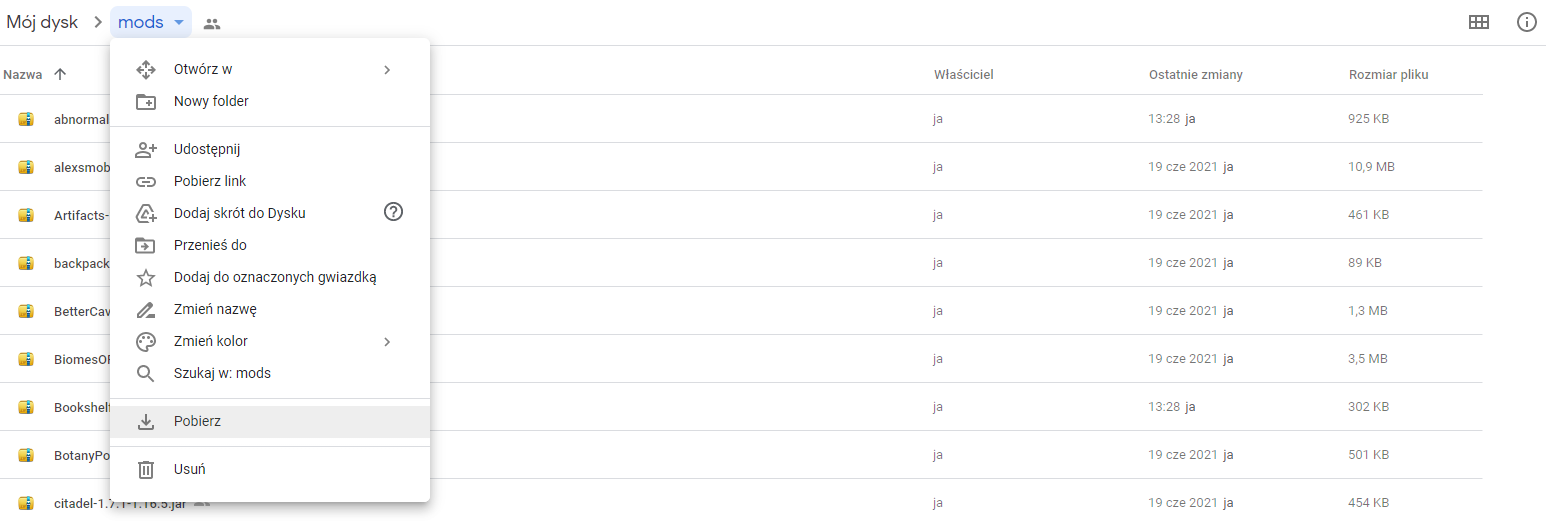 Mój dysk > mods
Nazwa Właściciel Ostatnie zmiany Rozmiar pliku
Otwórz w
Nowy folder
Udostępnij
Pobierz link
Dodaj skrót do Dysku
Przenieś do
Dodaj do oznaczonych gwiazdką
Zmień nazwę
Zmień kolor
Szukaj w: mods
Pobierz
Usuń
abnormal ja 13:28 ja 925 KB
alexsmob ja 19 cze 2021 ja 10,9 MB
Artifacts- ja 19 cze 2021 ja 461 KB
backpack ja 19 cze 2021 ja 89 KB
BetterCav ja 19 cze 2021 ja 1,3 MB
BiomesO ja 19 cze 2021 ja 3,5 MB
Bookshelf ja 13:28 ja 302 KB
BotanyPo ja 19 cze 2021 ja 501 KB
citadel-1.7.1-1.16.5.jar ja 19 cze 2021 ja 454 KB